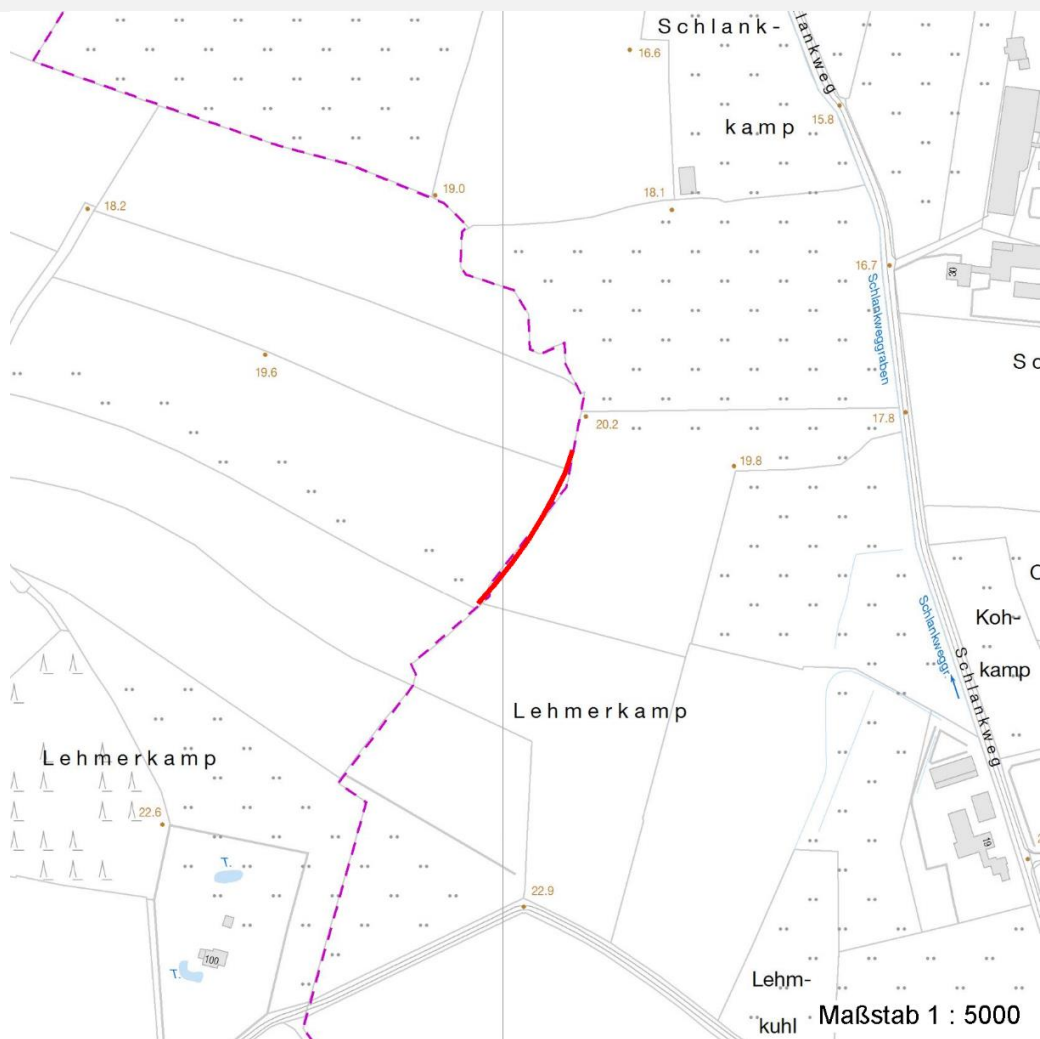 Schlank-
kamp
Schlankweg
16.6
15.8
19.0
18.1
18.2
16.7
30
Schlankweggraben
19.6
17.8
20.2
19.8
Schlankweggr.
Koh-
kamp
Schlankweg
Lehmerkamp
Lehmerkamp
22.6
T.
19
22.9
100
T.
Lehm-
kuhl
Maßstab 1 : 5000